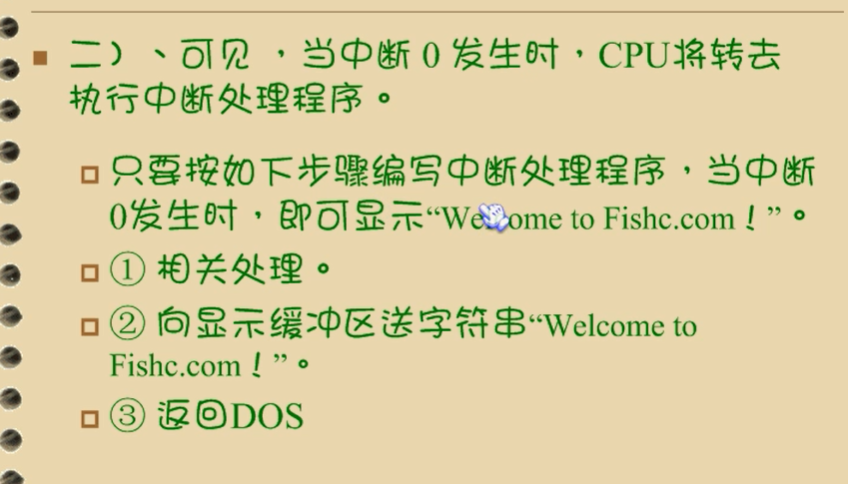 二）、可见 ，当中断 0 发生时，CPU将转去
执行中断处理程序。
只要按如下步骤编写中断处理程序，当中断
0发生时，即可显示“Welcome to Fishc.com！”。
① 相关处理。
② 向显示缓冲区送字符串“Welcome to
Fishc.com！”。
③ 返回DOS